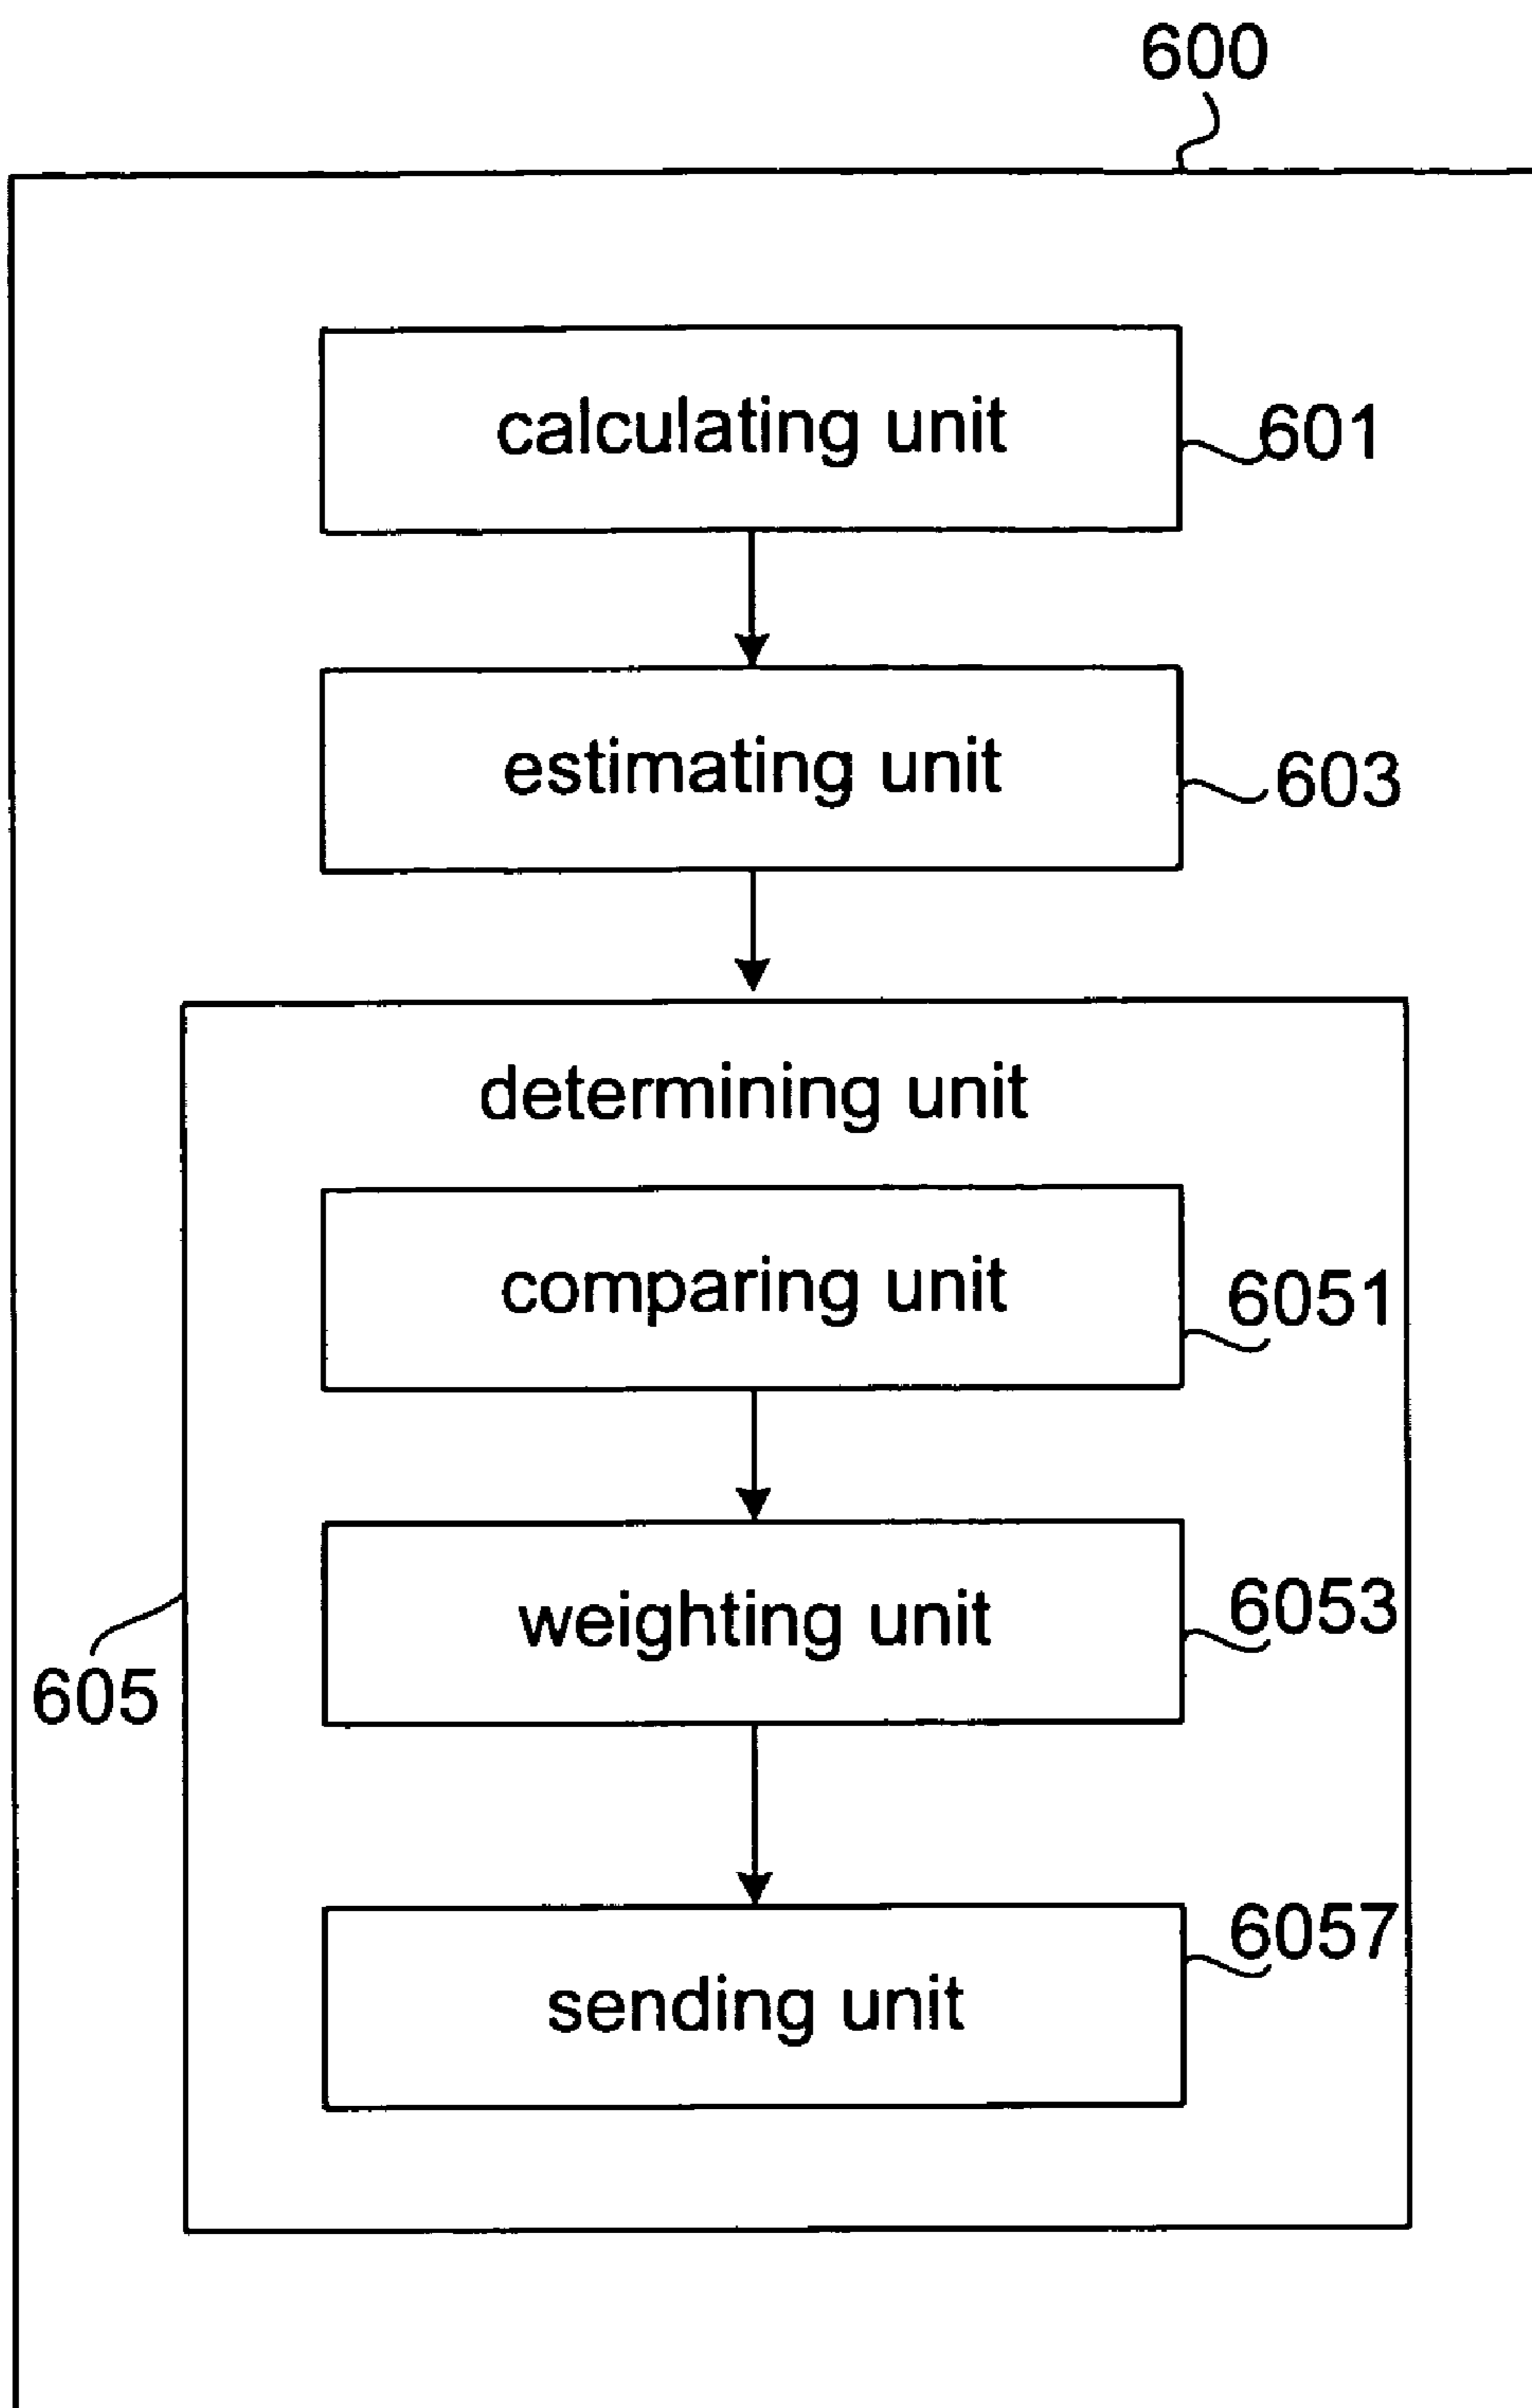 600
calculating unit
601
estimating unit
603
determining unit
comparing unit
6051
weighting unit
6053
605
sending unit
6057